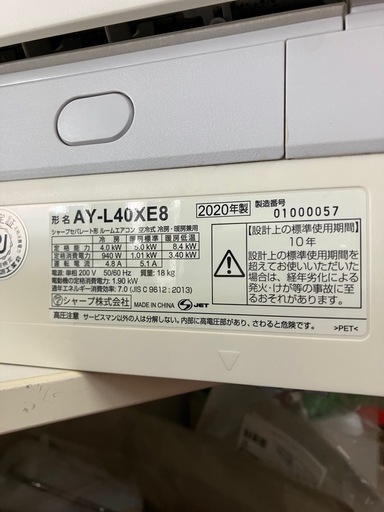 形名 AY-L40XE8 2020年製 製造番号 01000057
シャープセパレート形 ルームエアコン 空冷式 冷房・暖房兼用
冷房 暖房標準 暖房低温
定格能力 4.0 kW 5.0 kW 8.4 kW
定格消費電力 940 W 1.01 kW 3.40 kW
運転電流 4.8 A 5.1 A
電源:単相 200 V 50/60 Hz 質量:18 kg
電動機の定格消費電力:1.90 kW
通年エネルギー消費効率:7.0 (JIS C 9612:2013)
シャープ株式会社 MADE IN CHINA S-JET
高圧注意 サービスマン以外の人は分解しない。内部に高電圧部があり、さわると危険です。
【設計上の標準使用期間】
10年
設計上の標準使用期間を
超えてお使いいただいた
場合は、経年劣化による
発火・けが等の事故に
至るおそれがあります。
>PET<